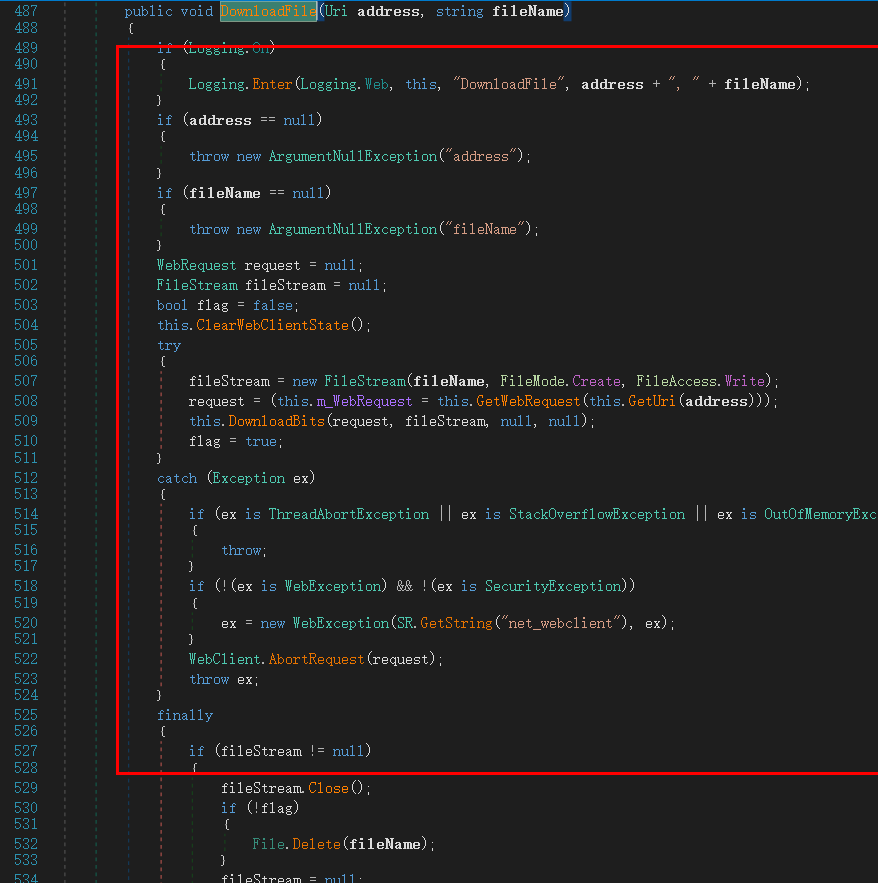 487 public void DownloadFile(Uri address, string fileName)
488 {
489 if (Logging.On)
490 {
491 Logging.Enter(Logging.Web, this, "DownloadFile", address + ", " + fileName);
492 }
493 if (address == null)
494 {
495 throw new ArgumentNullException("address");
496 }
497 if (fileName == null)
498 {
499 throw new ArgumentNullException("fileName");
500 }
501 WebRequest request = null;
502 FileStream fileStream = null;
503 bool flag = false;
504 this.ClearWebClientState();
505 try
506 {
507 fileStream = new FileStream(fileName, FileMode.Create, FileAccess.Write);
508 request = (this.m_WebRequest = this.GetWebRequest(this.GetUri(address)));
509 this.DownloadBits(request, fileStream, null, null);
510 flag = true;
511 }
512 catch (Exception ex)
513 {
514 if (ex is ThreadAbortException || ex is StackOverflowException || ex is OutOfMemoryExc
515 {
516 throw;
517 }
518 if (!(ex is WebException) && !(ex is SecurityException))
519 {
520 ex = new WebException(SR.GetString("net_webclient"), ex);
521 }
522 WebClient.AbortRequest(request);
523 throw ex;
524 }
525 finally
526 {
527 if (fileStream != null)
528 {
529 fileStream.Close();
530 if (!flag)
531 {
532 File.Delete(fileName);
533 }
534 fileStream = null;